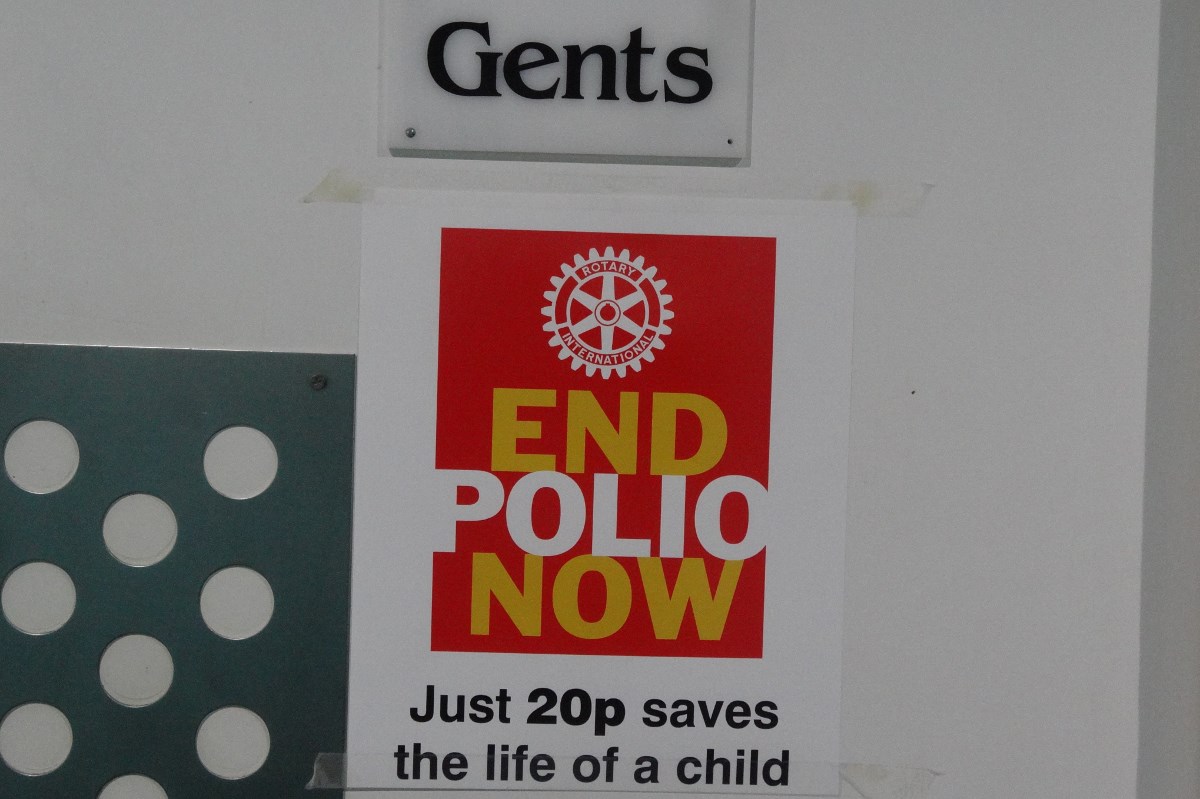 Gents
ROTARY
INTERNATIONAL
END
POLIO
NOW
Just 20p saves
the life of a child